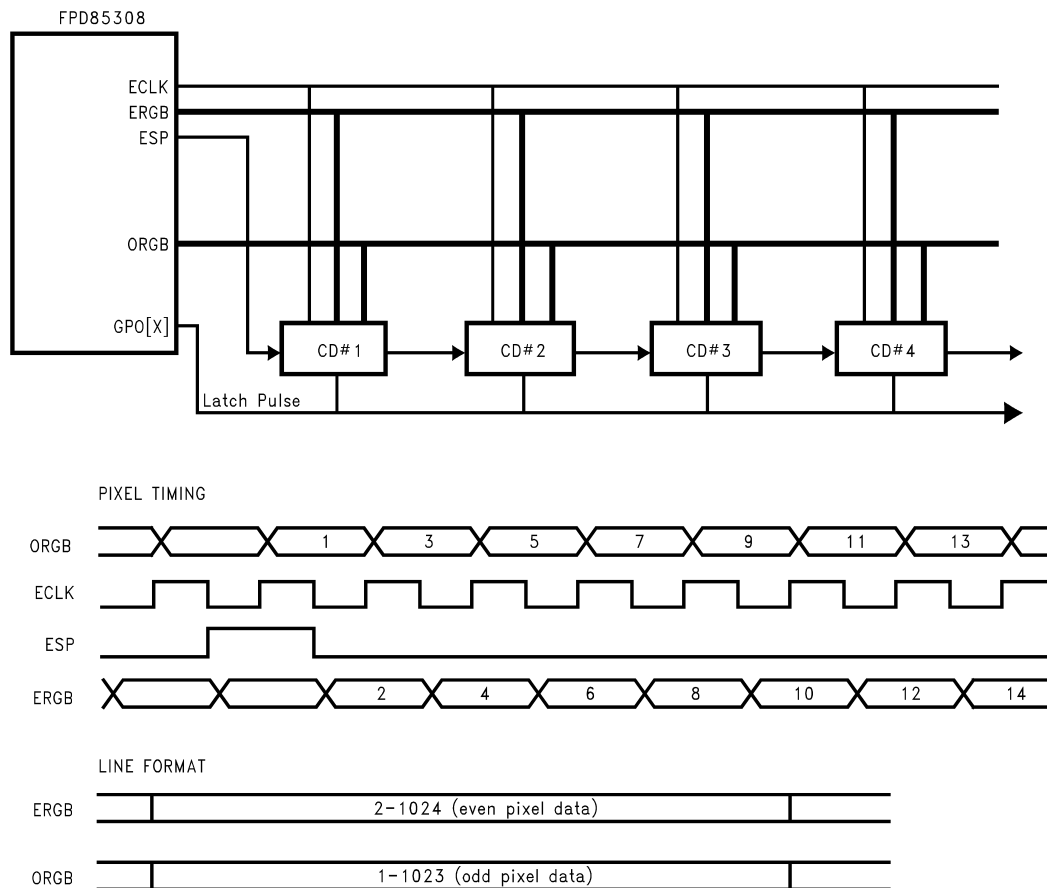 FPD85308
ECLK
ERGB
ESP
ORGB
GPO[X]
CD#1 CD#2 CD#3 CD#4
Latch Pulse
PIXEL TIMING
ORGB 1 3 5 7 9 11 13
ECLK
ESP
ERGB 2 4 6 8 10 12 14
LINE FORMAT
ERGB 2-1024 (even pixel data)
ORGB 1-1023 (odd pixel data)